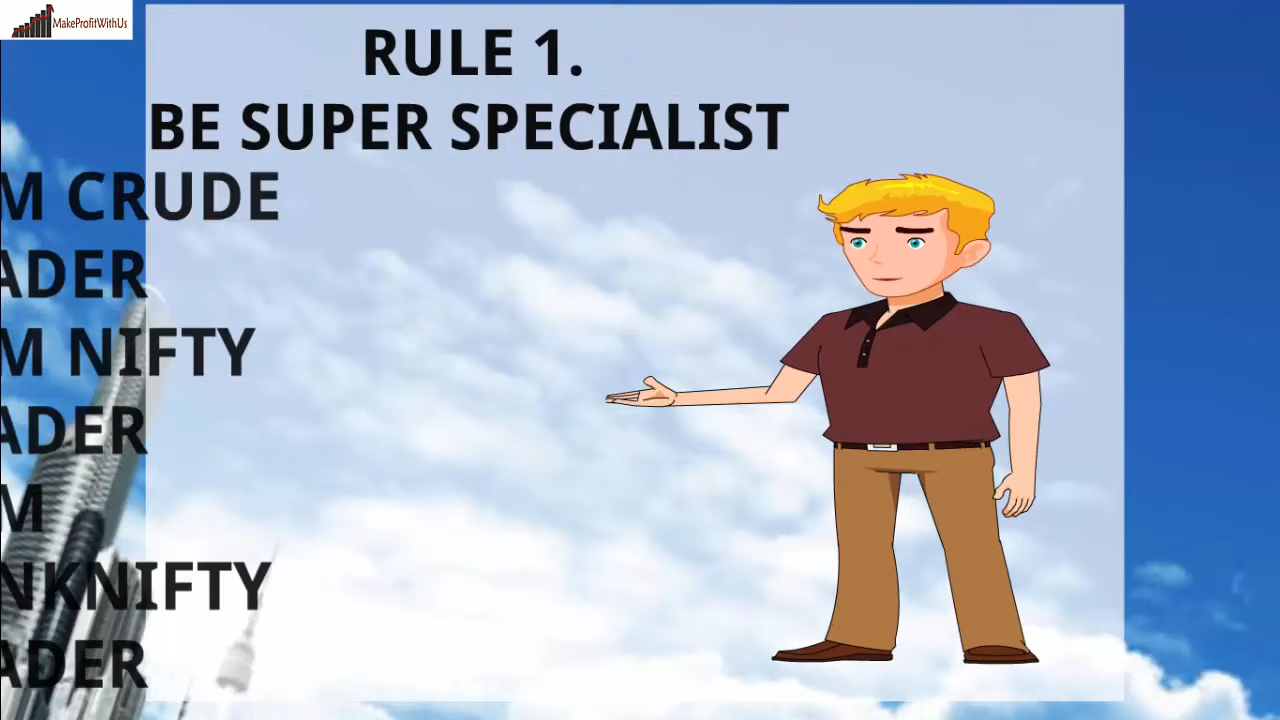 MakeProfitWithUs
RULE 1.
BE SUPER SPECIALIST
M CRUDE
ADER
M NIFTY
ADER
M
NKNIFTY
ADER